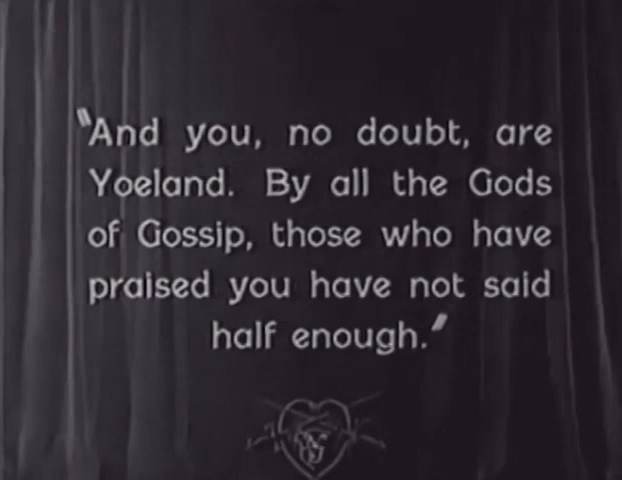 "And you, no doubt, are
Yoeland. By all the Gods
of Gossip, those who have
praised you have not said
half enough."